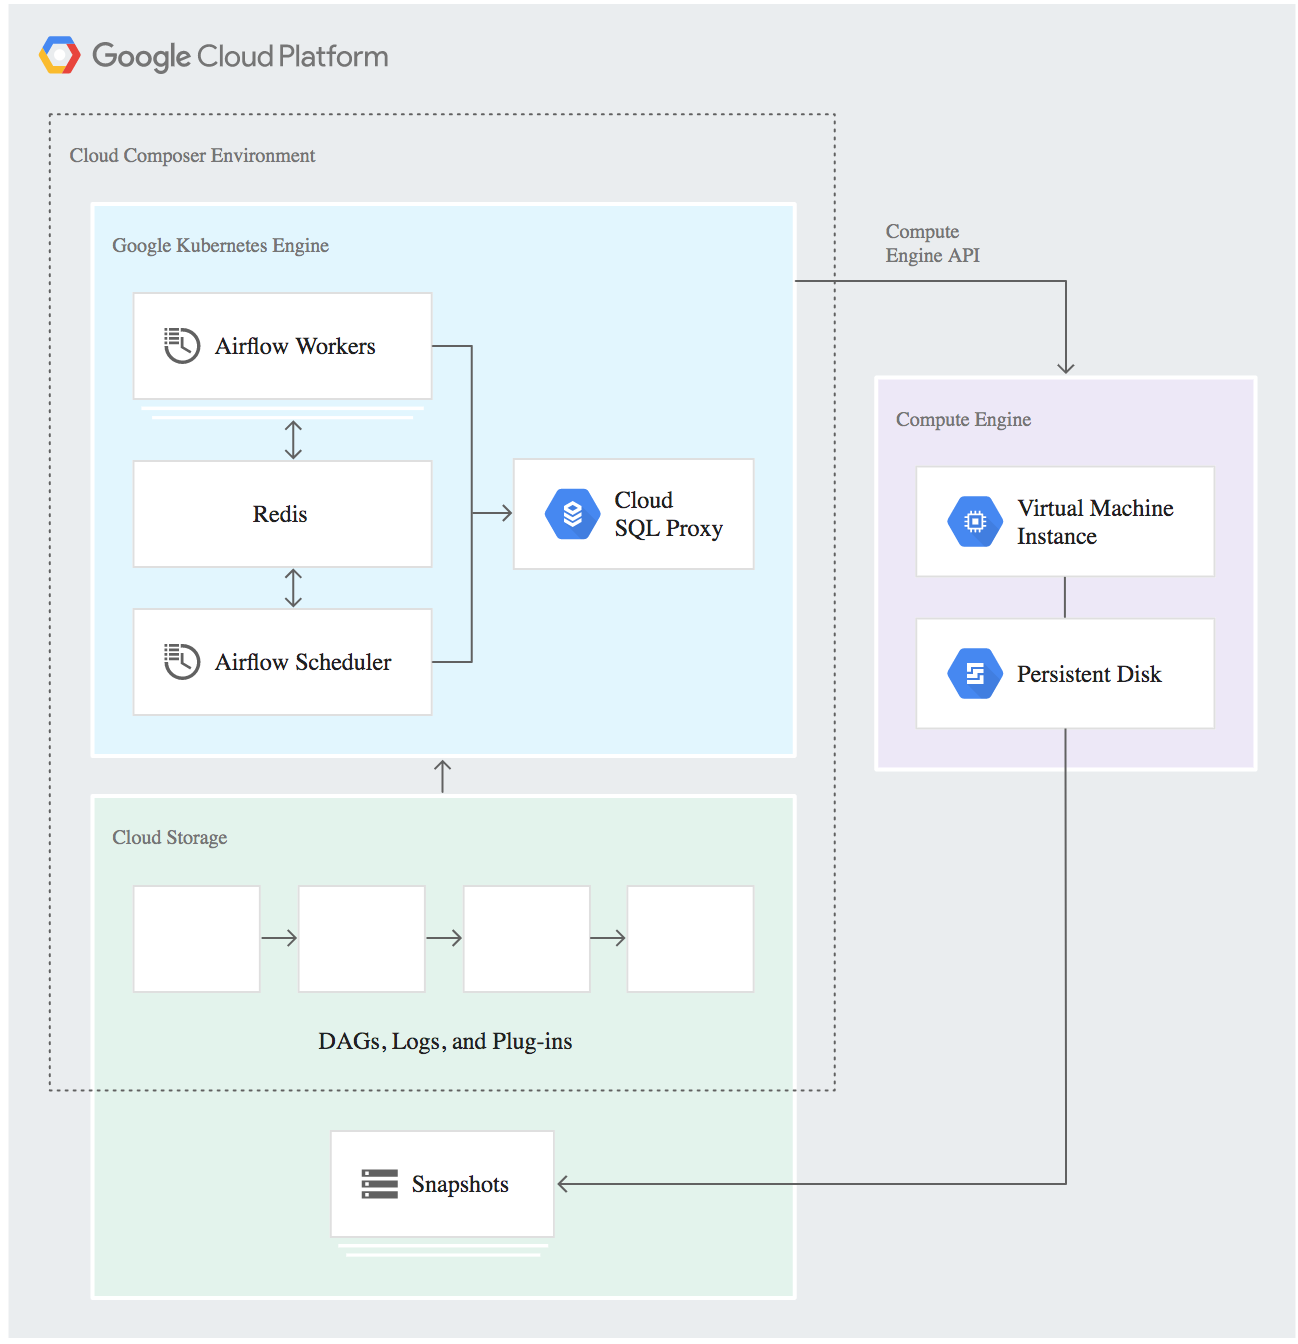 Google Cloud Platform
Cloud Composer Environment
Google Kubernetes Engine
Airflow Workers
Redis
Airflow Scheduler
Cloud
SQL Proxy
Compute
Engine API
Compute Engine
Virtual Machine
Instance
Persistent Disk
Cloud Storage
DAGs, Logs, and Plug-ins
Snapshots